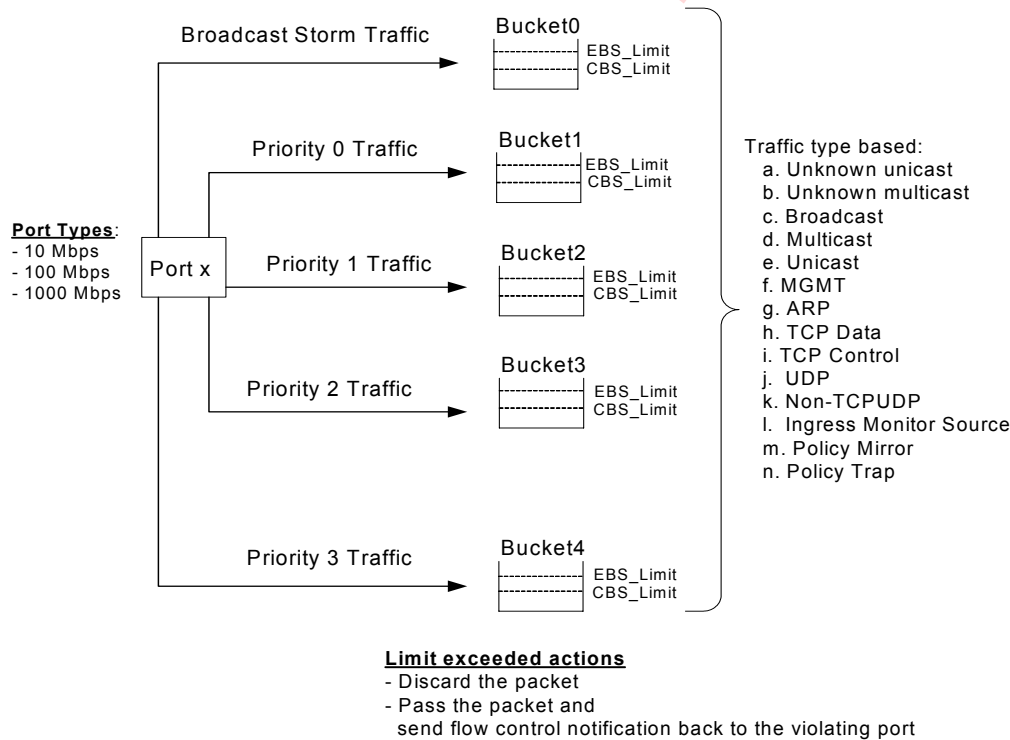 Broadcast Storm Traffic
Bucket0
EBS_Limit
CBS_Limit
Priority 0 Traffic
Bucket1
EBS_Limit
CBS_Limit
Port Types:
- 10 Mbps
- 100 Mbps
- 1000 Mbps
Port x
Priority 1 Traffic
Bucket2
EBS_Limit
CBS_Limit
Priority 2 Traffic
Bucket3
EBS_Limit
CBS_Limit
Priority 3 Traffic
Bucket4
EBS_Limit
CBS_Limit
Traffic type based:
a. Unknown unicast
b. Unknown multicast
c. Broadcast
d. Multicast
e. Unicast
f. MGMT
g. ARP
h. TCP Data
i. TCP Control
j. UDP
k. Non-TCPUDP
l. Ingress Monitor Source
m. Policy Mirror
n. Policy Trap
Limit exceeded actions
- Discard the packet
- Pass the packet and
send flow control notification back to the violating port